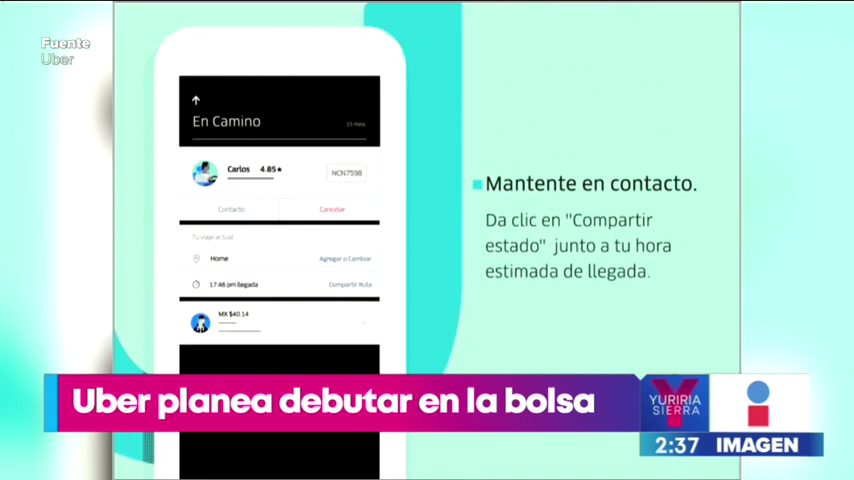 Fuente
Uber
En Camino
15 mins
Carlos 4.85★
NCN7598
Contacto
Cancelar
Tu viaje actual
Home
Agregar o Cambiar
17:46 pm llegada
Compartir Ruta
MX $40.14
Mantente en contacto.
Da clic en "Compartir
estado" junto a tu hora
estimada de llegada.
Uber planea debutar en la bolsa
YURIRIA
SIERRA
2:37
IMAGEN